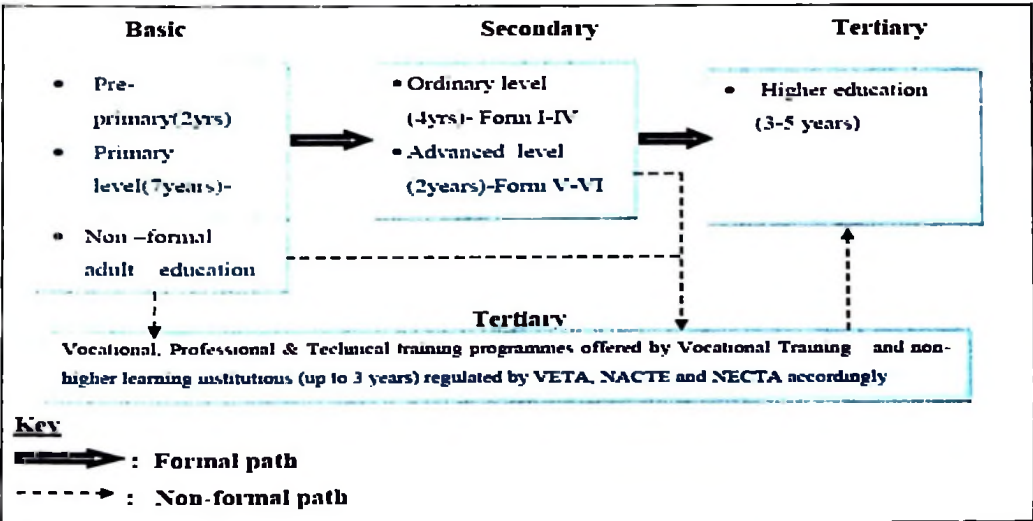 Basic
Secondary
Tertiary
• Pre-
primary(2yrs)
• Primary
level(7years)-
• Non –formal
adult education
• Ordinary level
(4yrs)- Form I-IV
• Advanced level
(2years)-Form V-VI
• Higher education
(3-5 years)
Tertiary
Vocational, Professional & Technical training programmes offered by Vocational Training and non-
higher learning institutions (up to 3 years) regulated by VETA, NACTE and NECTA accordingly
Key
: Formal path
: Non-formal path